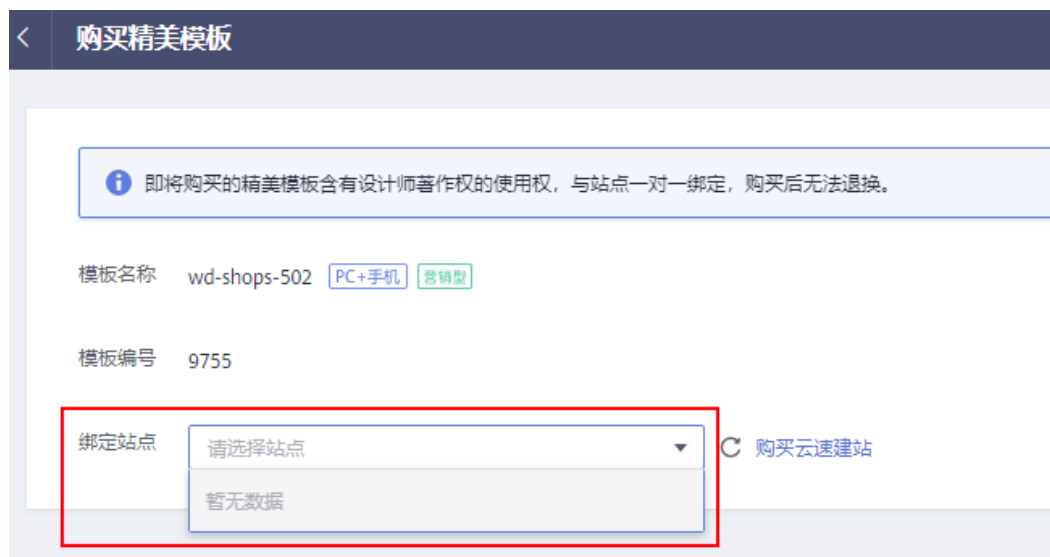 购买精美模板
即将购买的精美模板含有设计师著作权的使用权，与站点一对一绑定，购买后无法退换。
模板名称 wd-shops-502 PC+手机 营销型
模板编号 9755
绑定站点 请选择站点 购买云速建站
暂无数据